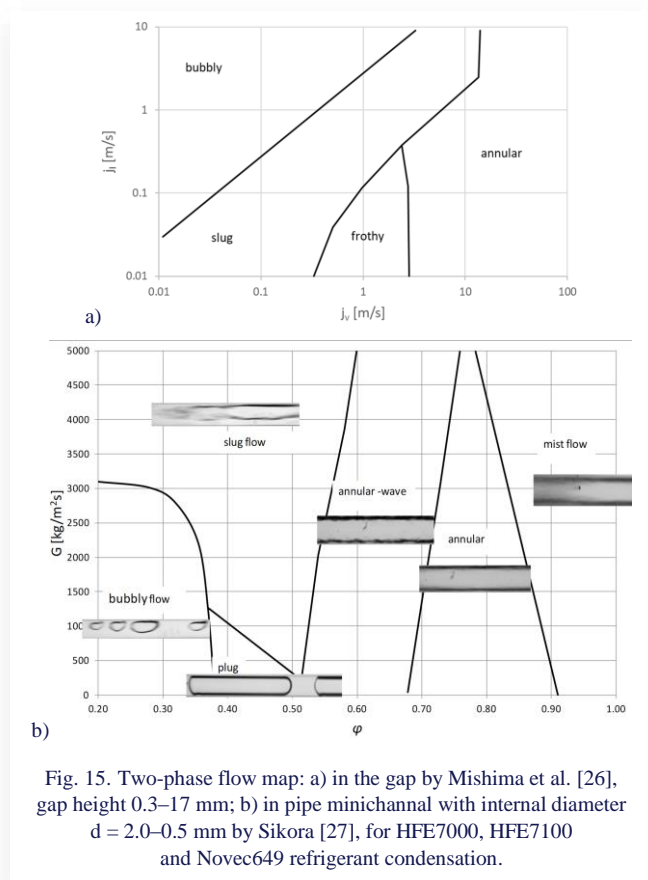 10
bubbly
1
annular
j_l [m/s]
0.1
slug
frothy
0.01
0.01 0.1 1 10 100
a)
j_v [m/s]
5000
4500
4000
slug flow
3500
mist flow
3000
annular -wave
G [kg/m²s]
2500
annular
2000
1500
bubbly flow
100
500
plug
0
0.20 0.30 0.40 0.50 0.60 0.70 0.80 0.90 1.00
b)
φ
Fig. 15. Two-phase flow map: a) in the gap by Mishima et al. [26],
gap height 0.3–17 mm; b) in pipe minichannal with internal diameter
d = 2.0–0.5 mm by Sikora [27], for HFE7000, HFE7100
and Novec649 refrigerant condensation.